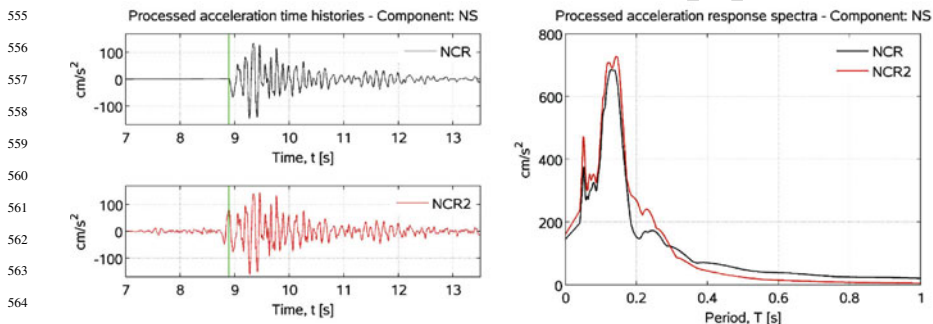 555
556
557
558
559
560
561
562
563
564
Processed acceleration time histories - Component: NS
NCR
100
0
-100
cm/s²
7 8 9 10 11 12 13
Time, t [s]
NCR2
100
0
-100
cm/s²
7 8 9 10 11 12 13
Time, t [s]
Processed acceleration response spectra - Component: NS
NCR
NCR2
800
600
400
200
0
cm/s²
0 0.2 0.4 0.6 0.8 1
Period, T [s]